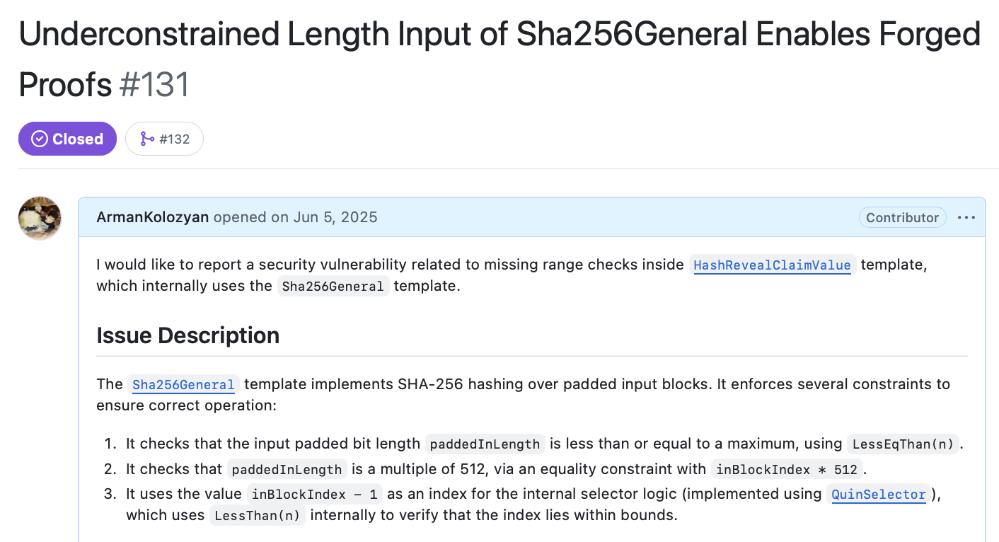 Underconstrained Length Input of Sha256General Enables Forged
Proofs #131
Closed
#132
ArmanKolozyan opened on Jun 5, 2025
Contributor
I would like to report a security vulnerability related to missing range checks inside HashRevealClaimValue template,
which internally uses the Sha256General template.
Issue Description
The Sha256General template implements SHA-256 hashing over padded input blocks. It enforces several constraints to
ensure correct operation:
1. It checks that the input padded bit length paddedInLength is less than or equal to a maximum, using LessEqThan(n).
2. It checks that paddedInLength is a multiple of 512, via an equality constraint with inBlockIndex * 512.
3. It uses the value inBlockIndex - 1 as an index for the internal selector logic (implemented using QuinSelector),
which uses LessThan(n) internally to verify that the index lies within bounds.